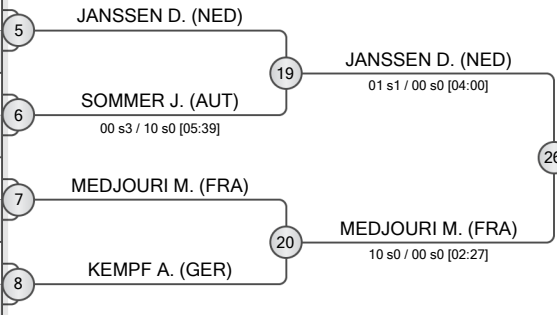 JANSSEN D. (NED)
5
19
JANSSEN D. (NED)
01 s1 / 00 s0 [04:00]
SOMMER J. (AUT)
6
00 s3 / 10 s0 [05:39]
26
MEDJOURI M. (FRA)
7
20
MEDJOURI M. (FRA)
10 s0 / 00 s0 [02:27]
KEMPF A. (GER)
8